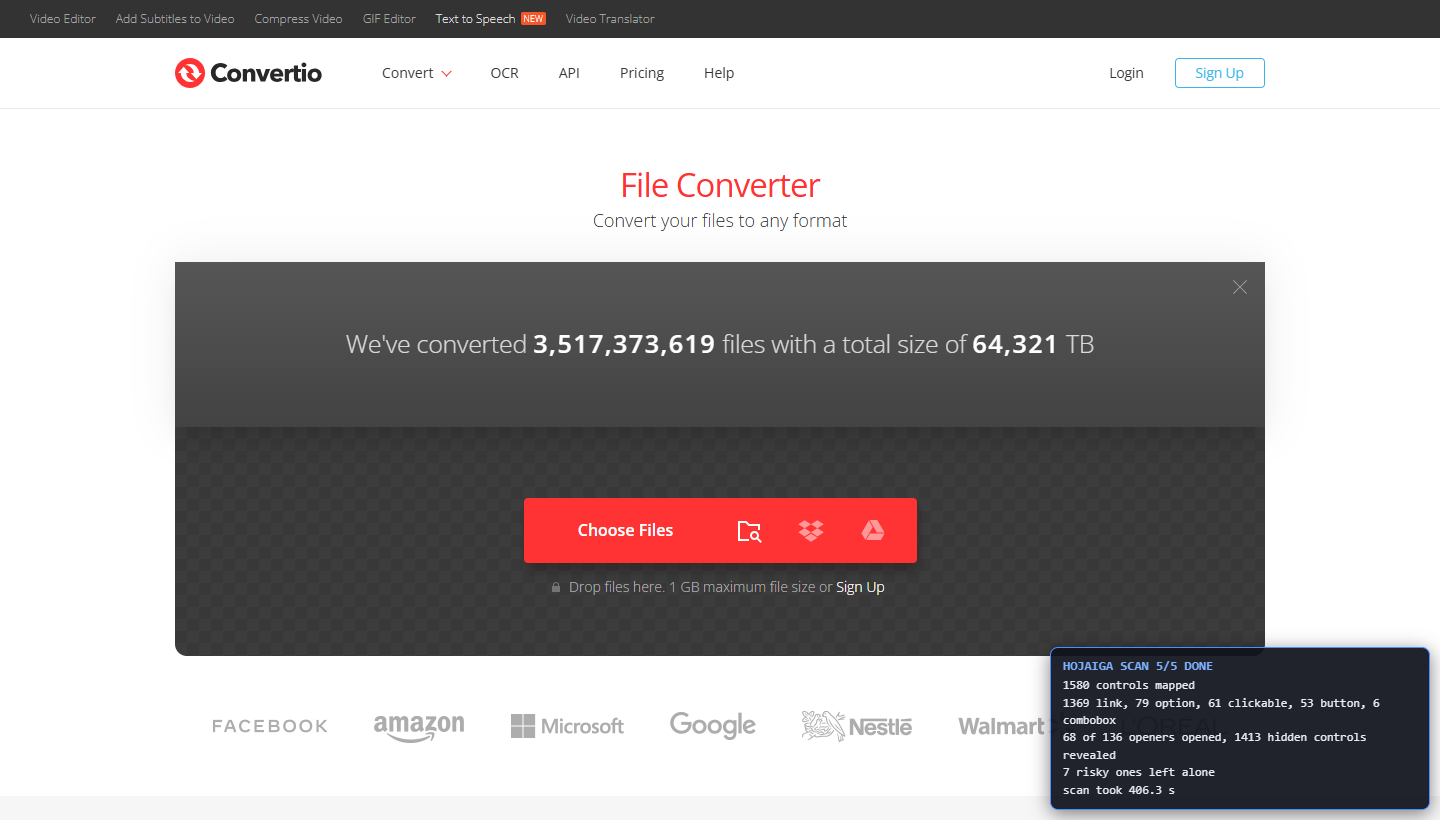 Video Editor Add Subtitles to Video Compress Video GIF Editor Text to Speech NEW Video Translator
Convertio Convert OCR API Pricing Help Login Sign Up
File Converter
Convert your files to any format
We've converted 3,517,373,619 files with a total size of 64,321 TB
Choose Files
Drop files here. 1 GB maximum file size or Sign Up
FACEBOOK amazon Microsoft Google Nestlé Walmart
HOJAIGA SCAN 5/5 DONE
1580 controls mapped
1369 link, 79 option, 61 clickable, 53 button, 6
combobox
68 of 136 openers opened, 1413 hidden controls
revealed
7 risky ones left alone
scan took 406.3 s